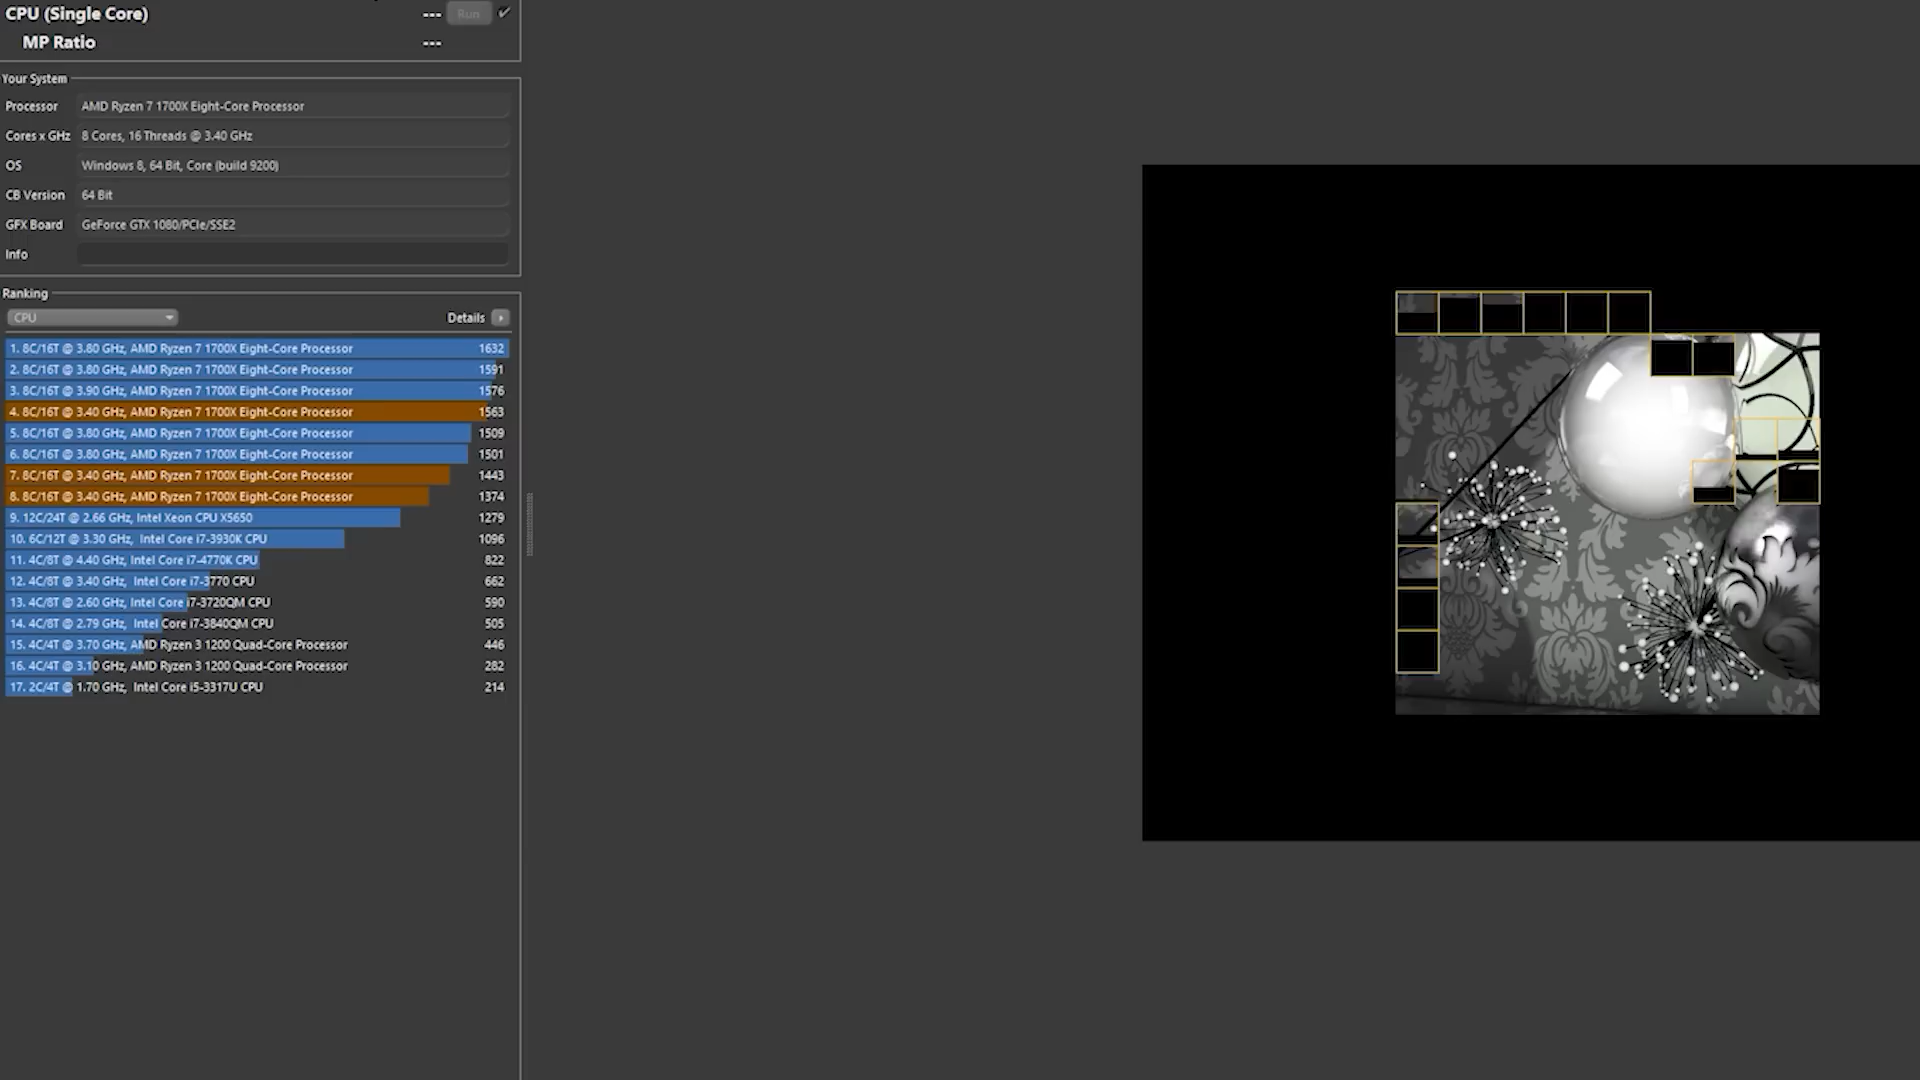 CPU (Single Core) --- Run
MP Ratio ---
Your System
Processor AMD Ryzen 7 1700X Eight-Core Processor
Cores x GHz 8 Cores, 16 Threads @ 3.40 GHz
OS Windows 8, 64 Bit, Core (build 9200)
CB Version 64 Bit
GFX Board GeForce GTX 1080/PCIe/SSE2
Info
Ranking
CPU Details
1. 8C/16T @ 3.80 GHz, AMD Ryzen 7 1700X Eight-Core Processor 1632
2. 8C/16T @ 3.80 GHz, AMD Ryzen 7 1700X Eight-Core Processor 1591
3. 8C/16T @ 3.90 GHz, AMD Ryzen 7 1700X Eight-Core Processor 1576
4. 8C/16T @ 3.40 GHz, AMD Ryzen 7 1700X Eight-Core Processor 1563
5. 8C/16T @ 3.80 GHz, AMD Ryzen 7 1700X Eight-Core Processor 1509
6. 8C/16T @ 3.80 GHz, AMD Ryzen 7 1700X Eight-Core Processor 1501
7. 8C/16T @ 3.40 GHz, AMD Ryzen 7 1700X Eight-Core Processor 1443
8. 8C/16T @ 3.40 GHz, AMD Ryzen 7 1700X Eight-Core Processor 1374
9. 12C/24T @ 2.66 GHz, Intel Xeon CPU X5650 1279
10. 6C/12T @ 3.30 GHz, Intel Core i7-3930K CPU 1096
11. 4C/8T @ 4.40 GHz, Intel Core i7-4770K CPU 822
12. 4C/8T @ 3.40 GHz, Intel Core i7-3770 CPU 662
13. 4C/8T @ 2.60 GHz, Intel Core i7-3720QM CPU 590
14. 4C/8T @ 2.79 GHz, Intel Core i7-3840QM CPU 505
15. 4C/4T @ 3.70 GHz, AMD Ryzen 3 1200 Quad-Core Processor 446
16. 4C/4T @ 3.10 GHz, AMD Ryzen 3 1200 Quad-Core Processor 282
17. 2C/4T @ 1.70 GHz, Intel Core i5-3317U CPU 214